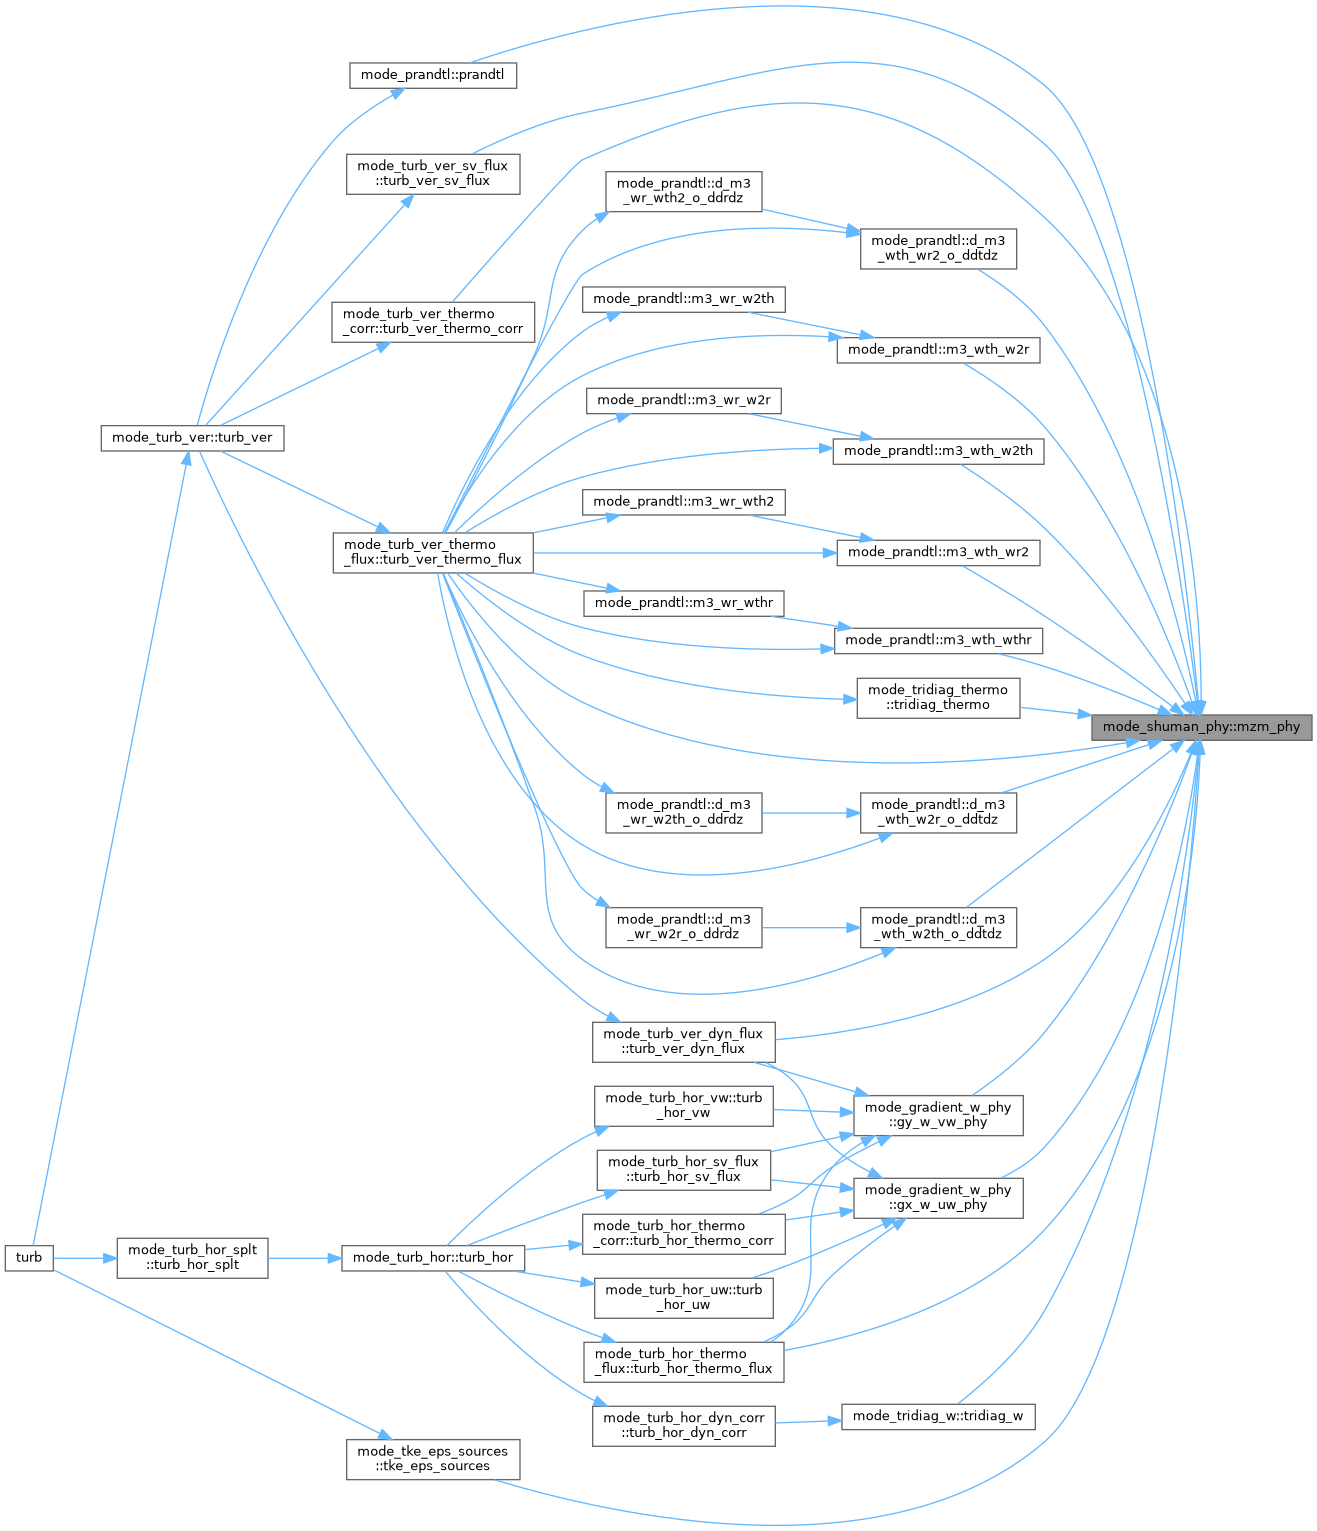 mode_prandtl::prandtl
mode_turb_ver_sv_flux
::turb_ver_sv_flux
mode_prandtl::d_m3
_wr_wth2_o_ddrdz
mode_prandtl::d_m3
_wth_wr2_o_ddtdz
mode_prandtl::m3_wr_w2th
mode_turb_ver_thermo
_corr::turb_ver_thermo_corr
mode_prandtl::m3_wth_w2r
mode_prandtl::m3_wr_w2r
mode_turb_ver::turb_ver
mode_prandtl::m3_wth_w2th
mode_prandtl::m3_wr_wth2
mode_turb_ver_thermo
_flux::turb_ver_thermo_flux
mode_prandtl::m3_wth_wr2
mode_prandtl::m3_wr_wthr
mode_prandtl::m3_wth_wthr
mode_tridiag_thermo
::tridiag_thermo
mode_shuman_phy::mzm_phy
mode_prandtl::d_m3
_wr_w2th_o_ddrdz
mode_prandtl::d_m3
_wth_w2r_o_ddtdz
mode_prandtl::d_m3
_wr_w2r_o_ddrdz
mode_prandtl::d_m3
_wth_w2th_o_ddtdz
mode_turb_ver_dyn_flux
::turb_ver_dyn_flux
mode_turb_hor_vw::turb
_hor_vw
mode_gradient_w_phy
::gy_w_vw_phy
mode_turb_hor_sv_flux
::turb_hor_sv_flux
mode_gradient_w_phy
::gx_w_uw_phy
mode_turb_hor_thermo
_corr::turb_hor_thermo_corr
turb
mode_turb_hor_splt
::turb_hor_splt
mode_turb_hor::turb_hor
mode_turb_hor_uw::turb
_hor_uw
mode_turb_hor_thermo
_flux::turb_hor_thermo_flux
mode_turb_hor_dyn_corr
::turb_hor_dyn_corr
mode_tridiag_w::tridiag_w
mode_tke_eps_sources
::tke_eps_sources